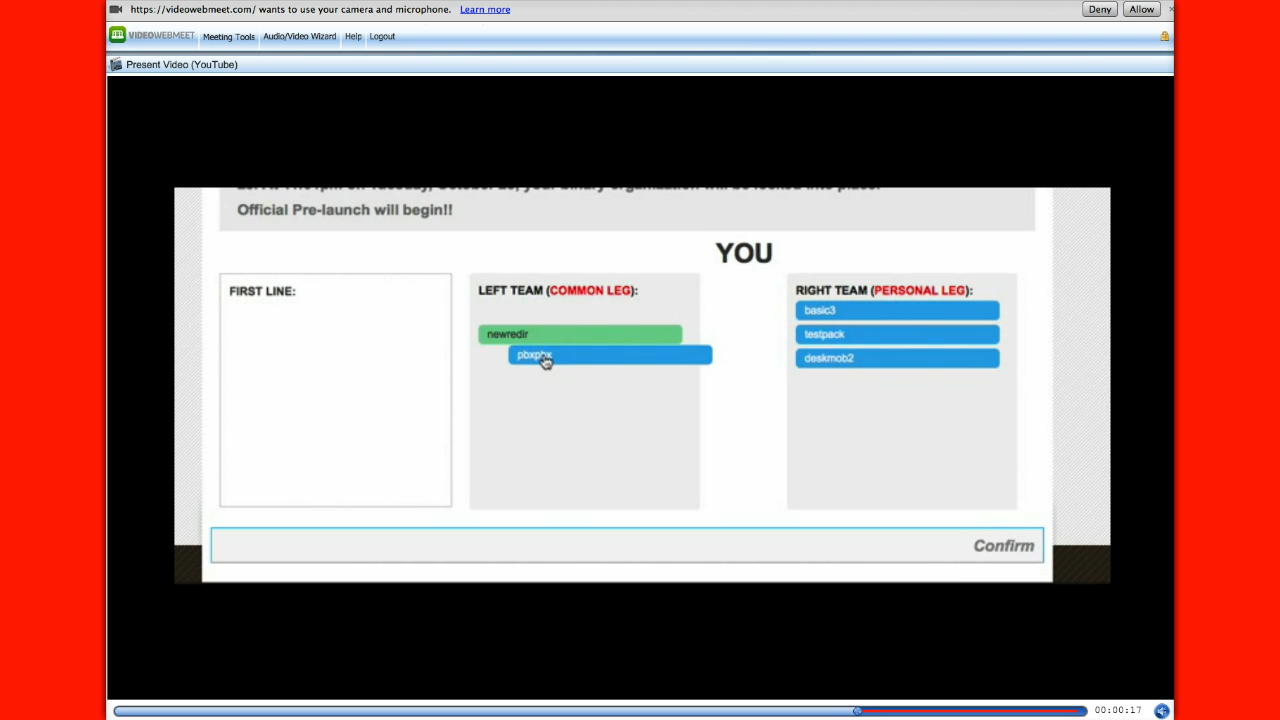 https://videowebmeet.com/ wants to use your camera and microphone. Learn more Deny Allow
VIDEOWEBMEET Meeting Tools Audio/Video Wizard Help Logout
Present Video (YouTube)
Official Pre-launch will begin!!
YOU
FIRST LINE:
LEFT TEAM (COMMON LEG):
newredir
pbxpbx
RIGHT TEAM (PERSONAL LEG):
basic3
testpack
deskmob2
Confirm
00:00:17